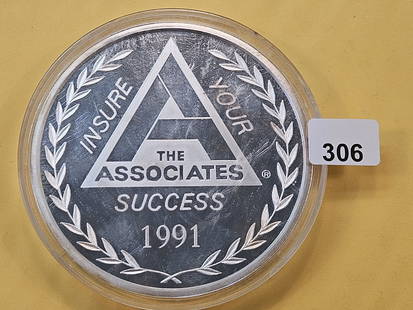 INSURE YOUR
THE
ASSOCIATES ®
SUCCESS
1991
306